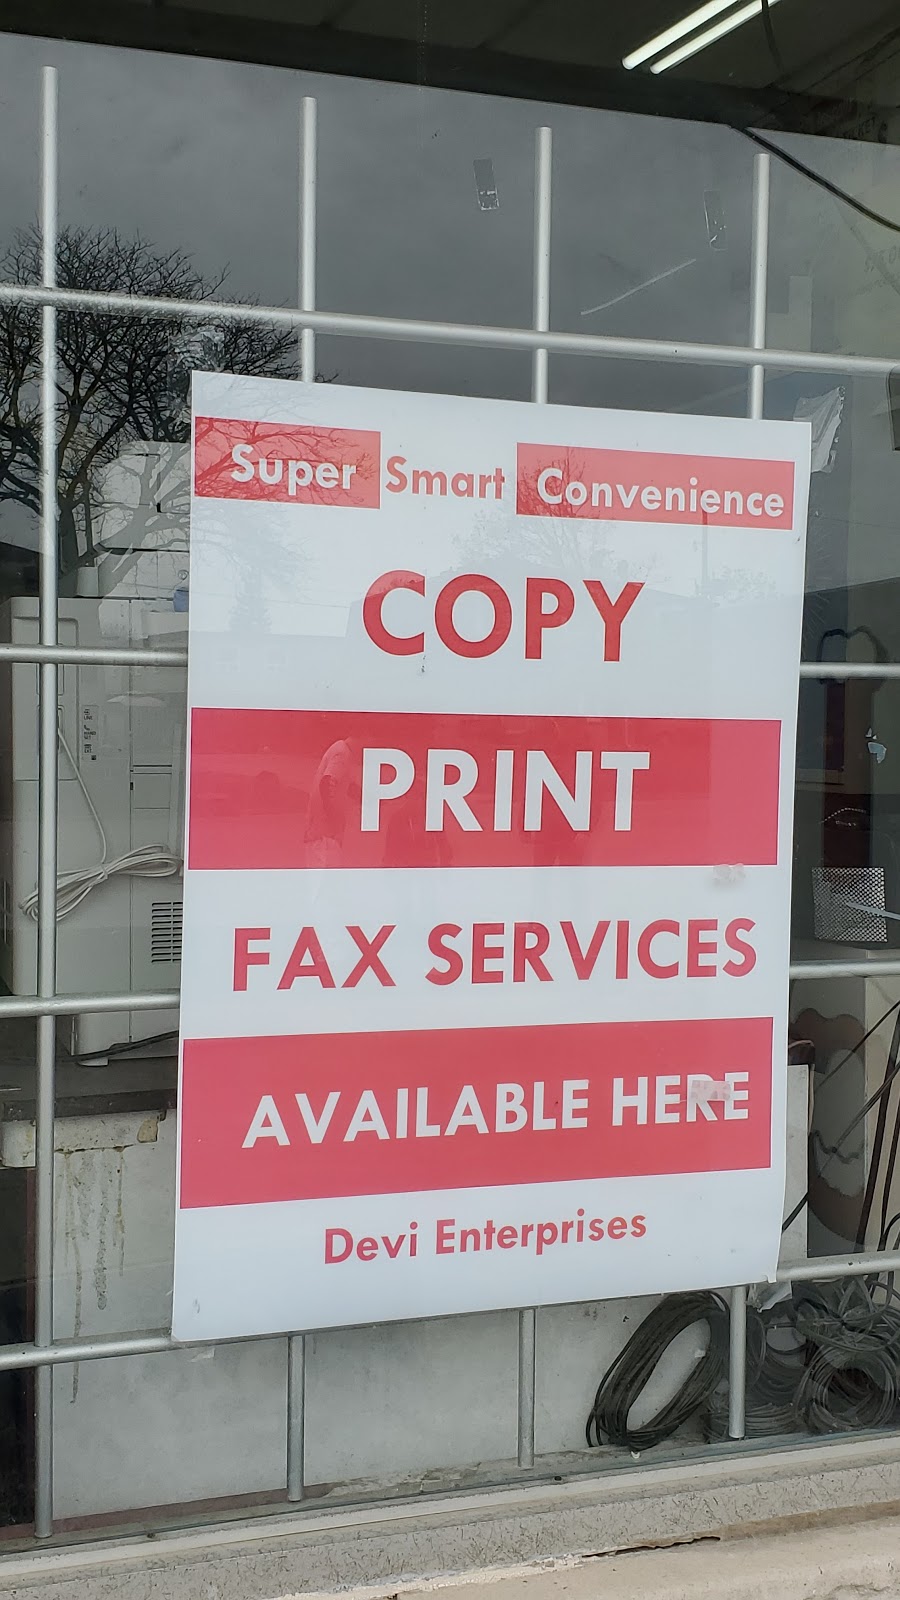 Super Smart Convenience
COPY
PRINT
FAX SERVICES
AVAILABLE HERE
Devi Enterprises